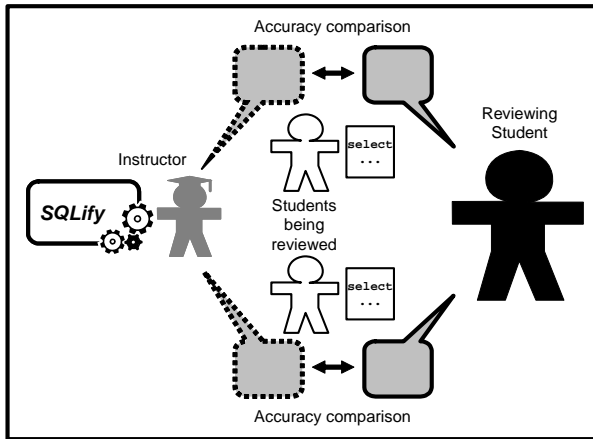 Accuracy comparison
Reviewing
Student
select
...
Instructor
SQLify
Students
being
reviewed
select
...
Accuracy comparison